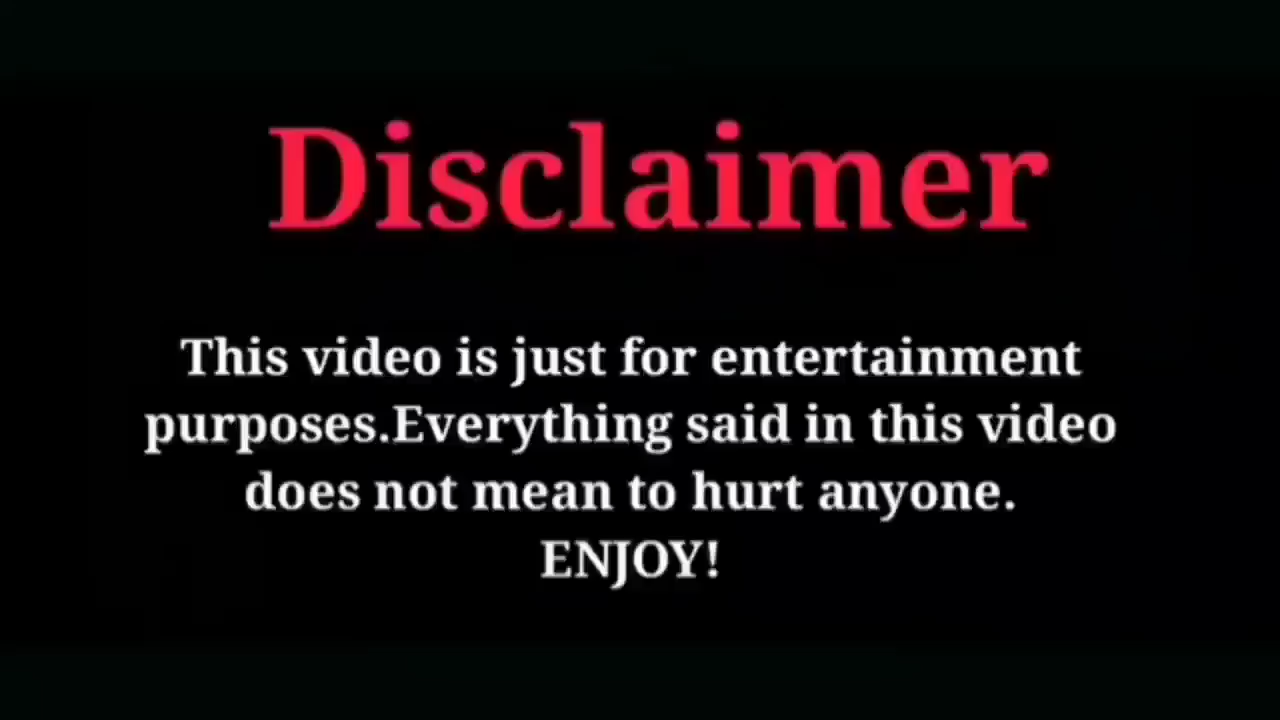 Disclaimer
This video is just for entertainment
purposes.Everything said in this video
does not mean to hurt anyone.
ENJOY!